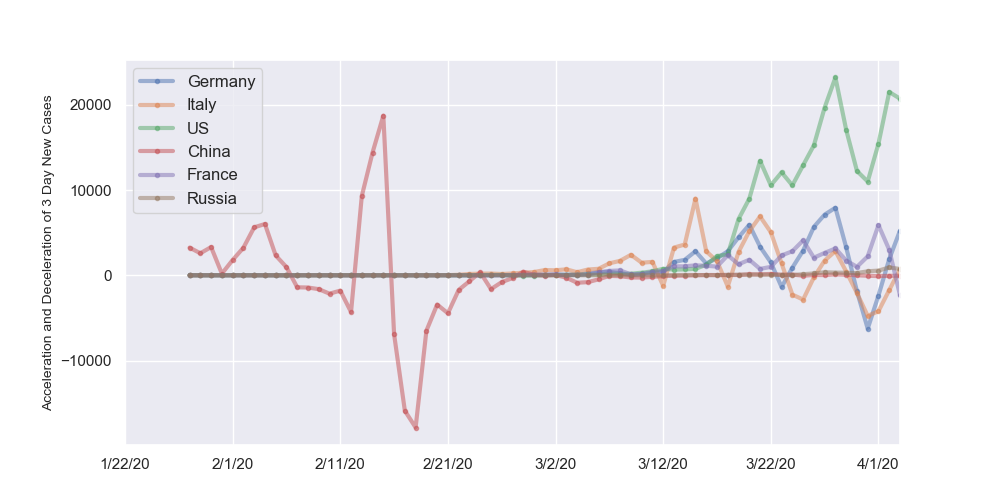 Acceleration and Deceleration of 3 Day New Cases
20000
10000
0
−10000
Germany
Italy
US
China
France
Russia
1/22/20 2/1/20 2/11/20 2/21/20 3/2/20 3/12/20 3/22/20 4/1/20